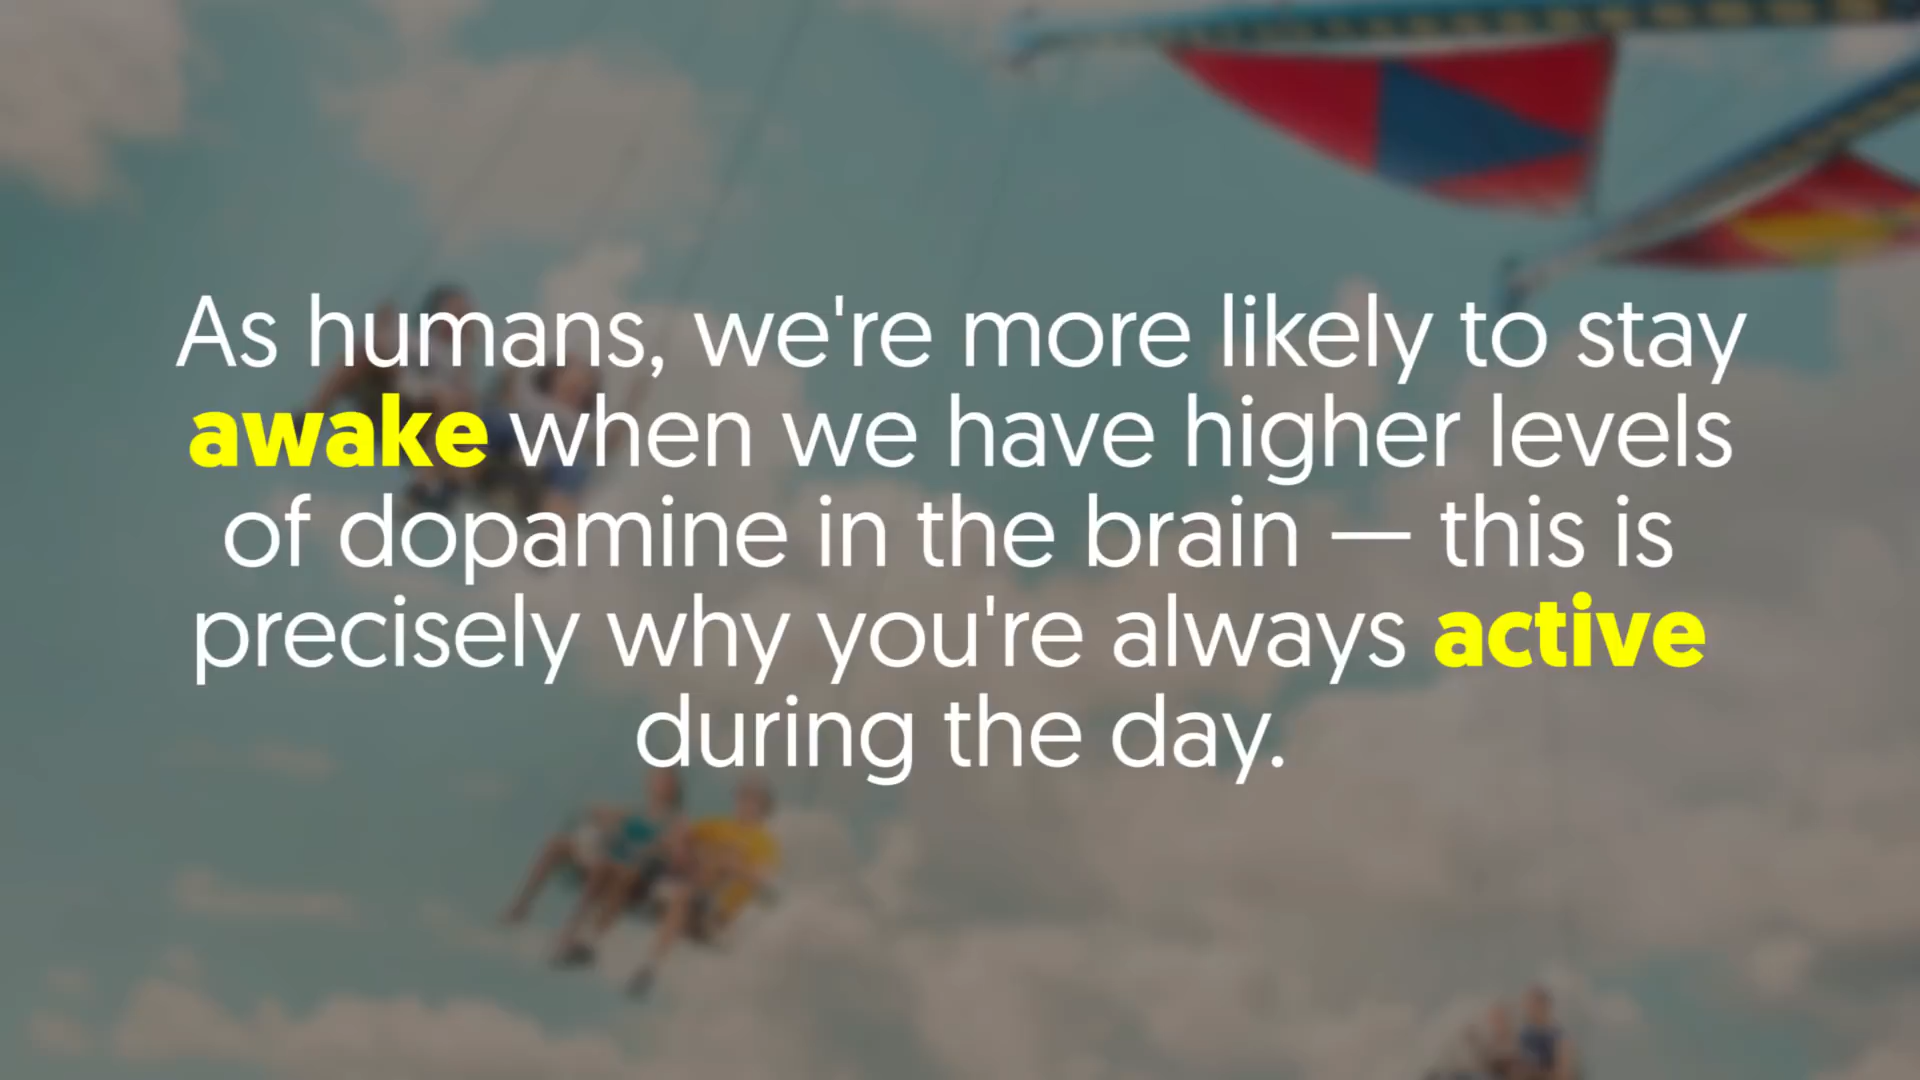 As humans, we're more likely to stay
awake when we have higher levels
of dopamine in the brain — this is
precisely why you're always active
during the day.